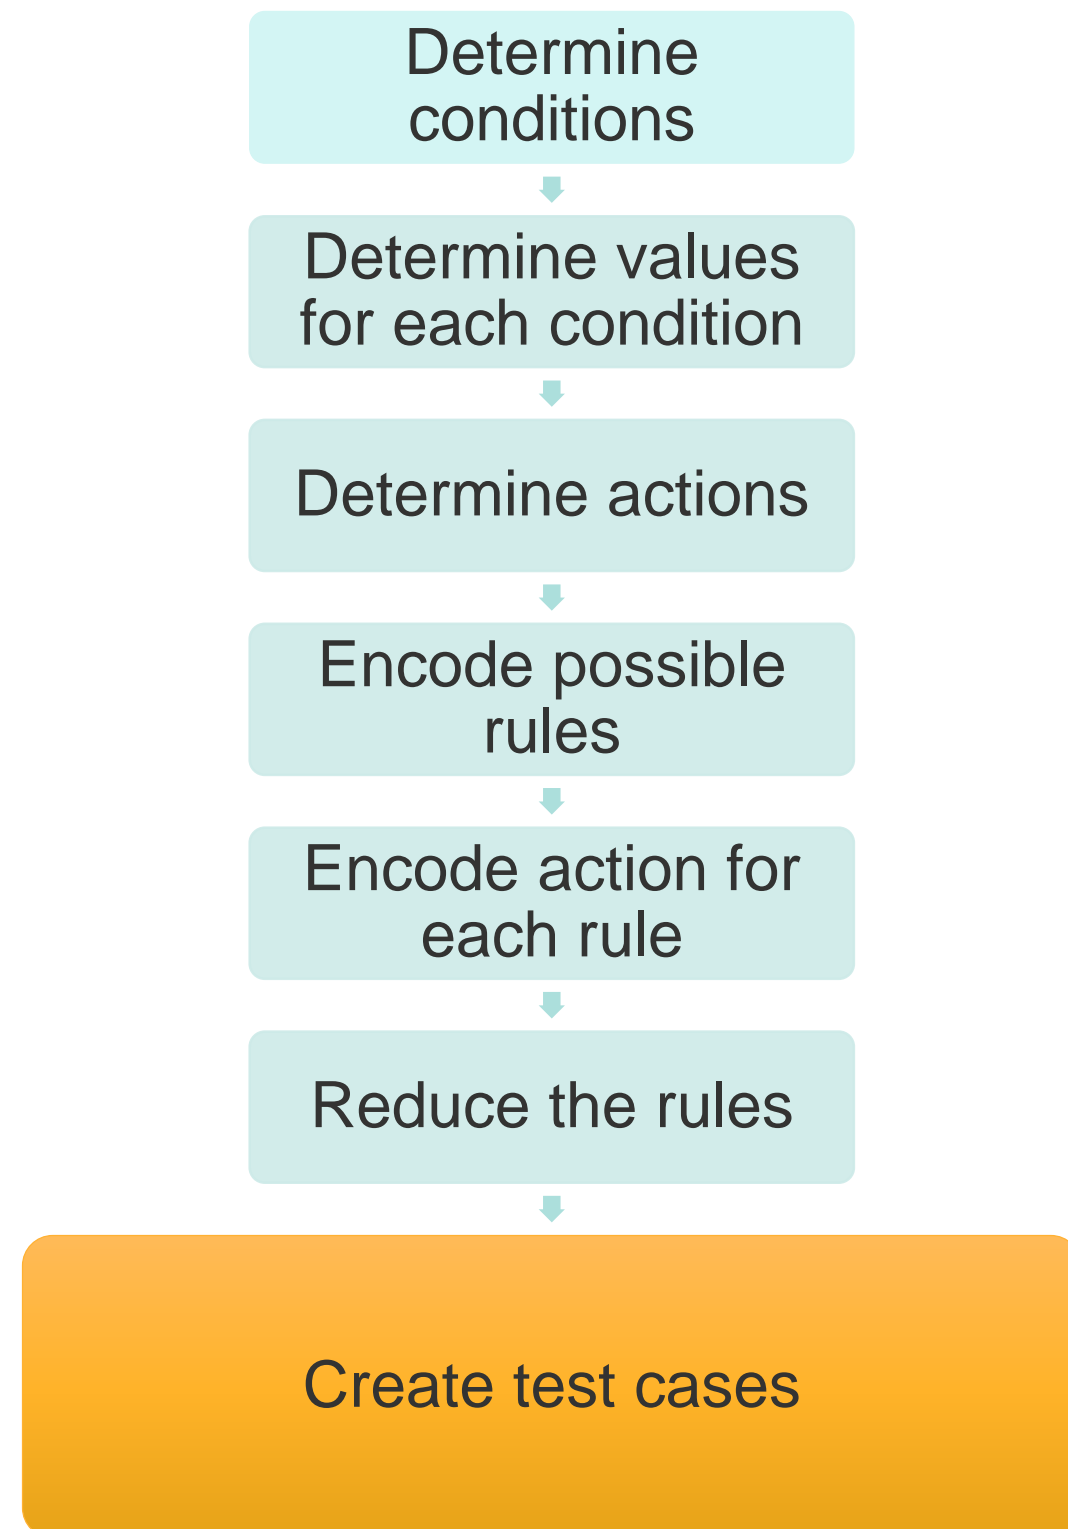 Determine
conditions
Determine values
for each condition
Determine actions
Encode possible
rules
Encode action for
each rule
Reduce the rules
Create test cases